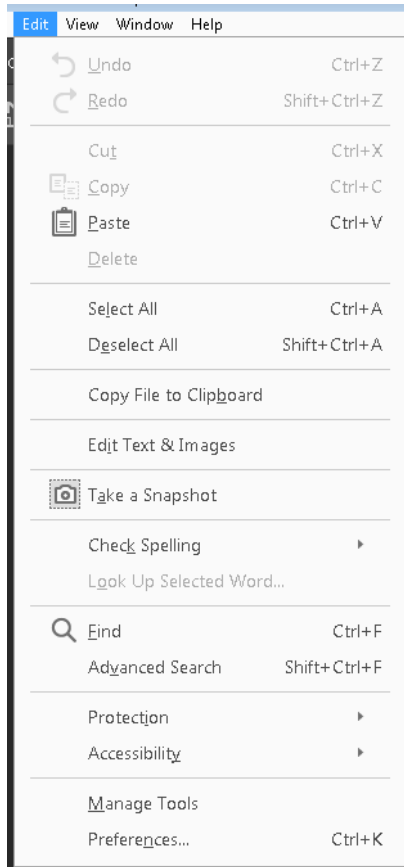 Edit View Window Help
Undo Ctrl+Z
Redo Shift+Ctrl+Z
Cut Ctrl+X
Copy Ctrl+C
Paste Ctrl+V
Delete
Select All Ctrl+A
Deselect All Shift+Ctrl+A
Copy File to Clipboard
Edit Text & Images
Take a Snapshot
Check Spelling
Look Up Selected Word...
Find Ctrl+F
Advanced Search Shift+Ctrl+F
Protection
Accessibility
Manage Tools
Preferences... Ctrl+K